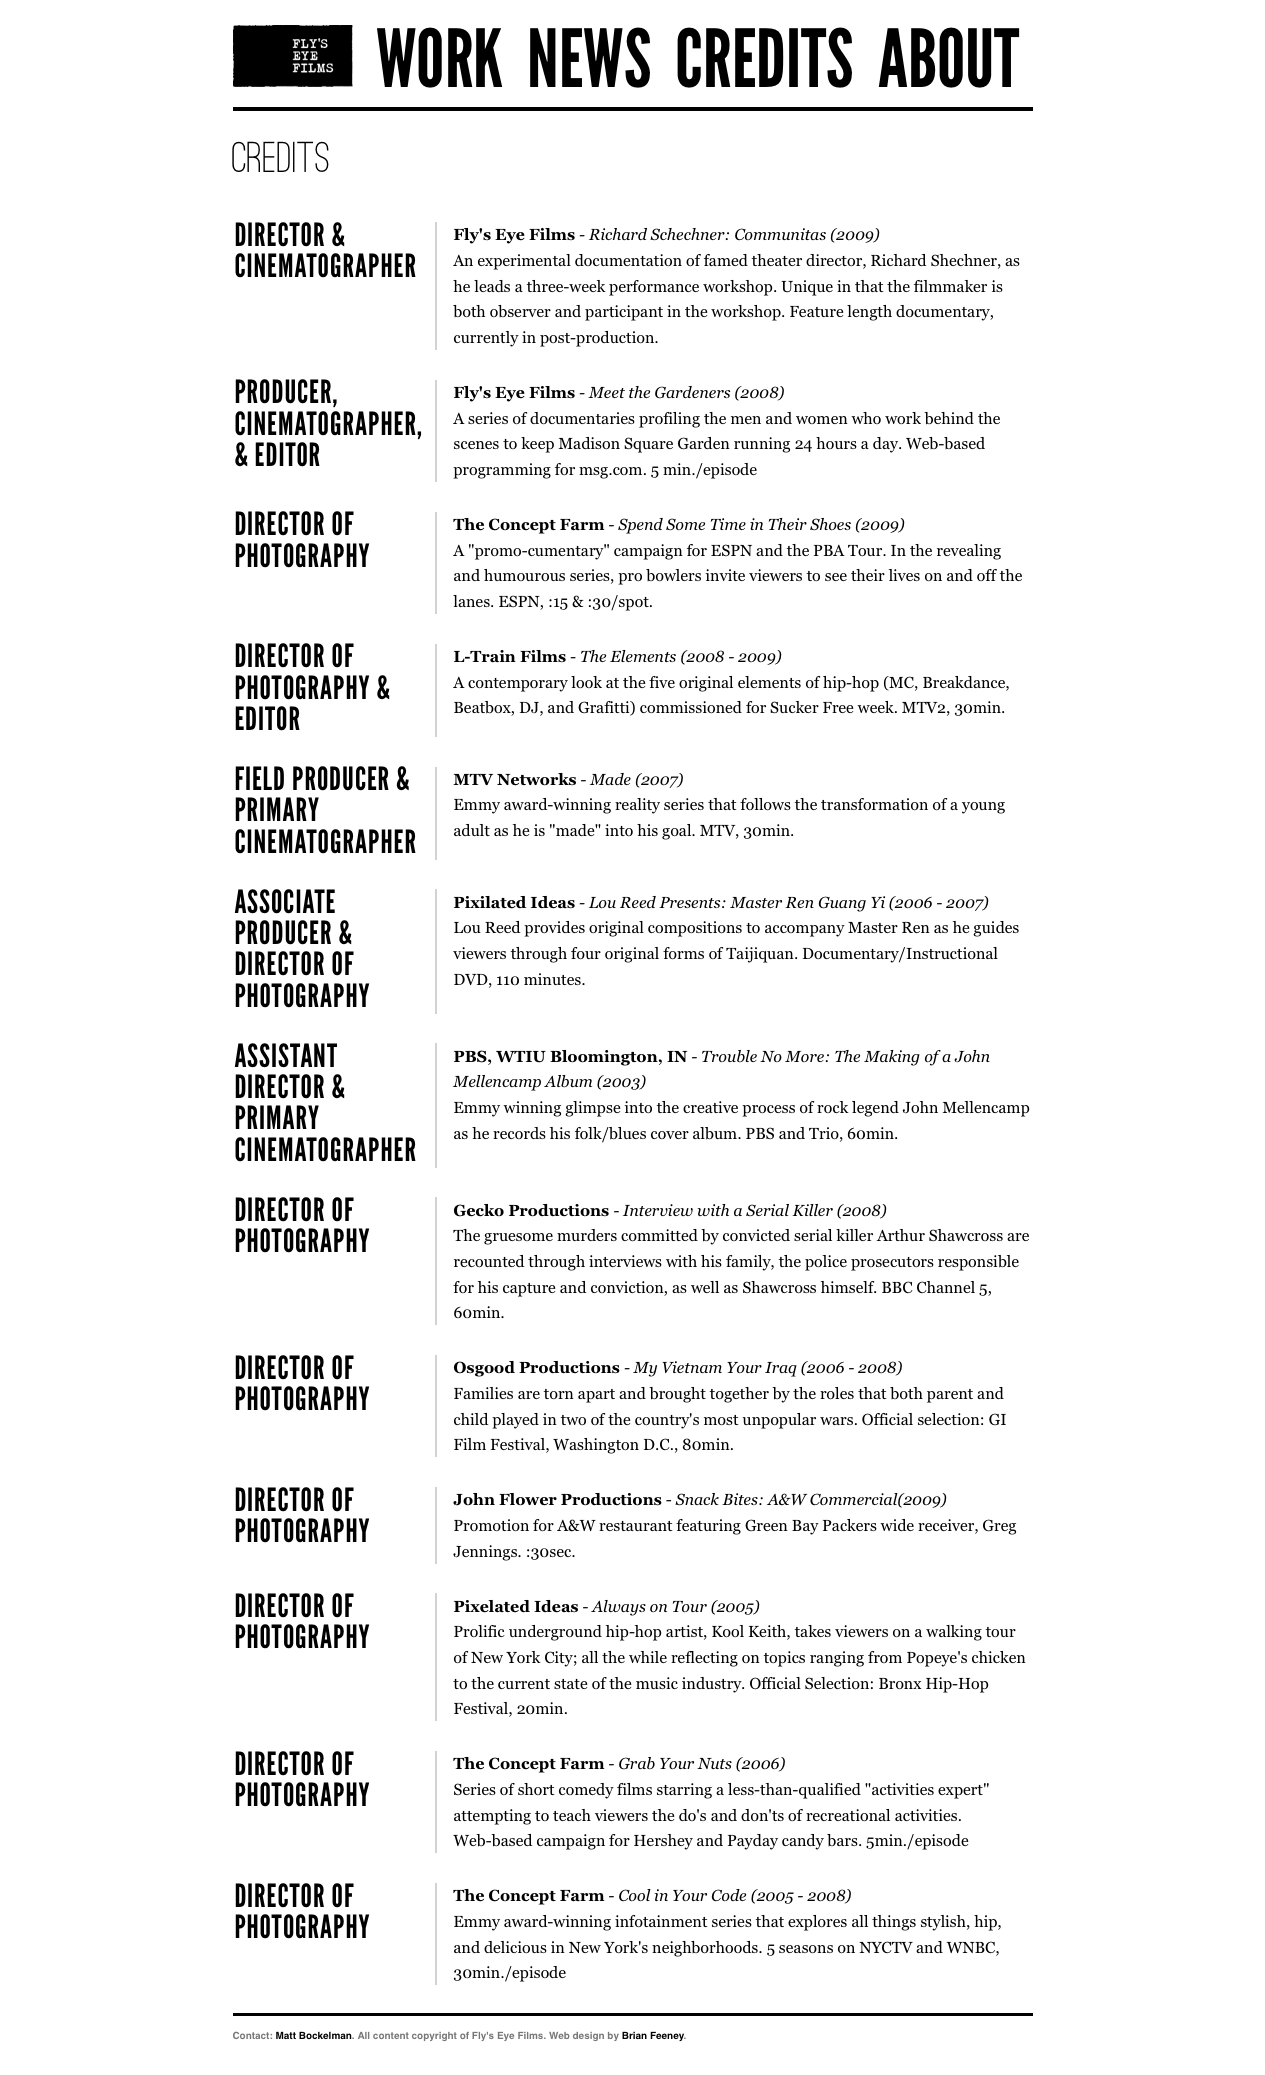 FLY'S
EYE
FILMS
WORK NEWS CREDITS ABOUT
CREDITS
DIRECTOR &
CINEMATOGRAPHER
Fly's Eye Films - Richard Schechner: Communitas (2009)
An experimental documentation of famed theater director, Richard Shechner, as
he leads a three-week performance workshop. Unique in that the filmmaker is
both observer and participant in the workshop. Feature length documentary,
currently in post-production.
PRODUCER,
CINEMATOGRAPHER,
& EDITOR
Fly's Eye Films - Meet the Gardeners (2008)
A series of documentaries profiling the men and women who work behind the
scenes to keep Madison Square Garden running 24 hours a day. Web-based
programming for msg.com. 5 min./episode
DIRECTOR OF
PHOTOGRAPHY
The Concept Farm - Spend Some Time in Their Shoes (2009)
A "promo-cumentary" campaign for ESPN and the PBA Tour. In the revealing
and humourous series, pro bowlers invite viewers to see their lives on and off the
lanes. ESPN, :15 & :30/spot.
DIRECTOR OF
PHOTOGRAPHY &
EDITOR
L-Train Films - The Elements (2008 - 2009)
A contemporary look at the five original elements of hip-hop (MC, Breakdance,
Beatbox, DJ, and Grafitti) commissioned for Sucker Free week. MTV2, 30min.
FIELD PRODUCER &
PRIMARY
CINEMATOGRAPHER
MTV Networks - Made (2007)
Emmy award-winning reality series that follows the transformation of a young
adult as he is "made" into his goal. MTV, 30min.
ASSOCIATE
PRODUCER &
DIRECTOR OF
PHOTOGRAPHY
Pixilated Ideas - Lou Reed Presents: Master Ren Guang Yi (2006 - 2007)
Lou Reed provides original compositions to accompany Master Ren as he guides
viewers through four original forms of Taijiquan. Documentary/Instructional
DVD, 110 minutes.
ASSISTANT
DIRECTOR &
PRIMARY
CINEMATOGRAPHER
PBS, WTIU Bloomington, IN - Trouble No More: The Making of a John
Mellencamp Album (2003)
Emmy winning glimpse into the creative process of rock legend John Mellencamp
as he records his folk/blues cover album. PBS and Trio, 60min.
DIRECTOR OF
PHOTOGRAPHY
Gecko Productions - Interview with a Serial Killer (2008)
The gruesome murders committed by convicted serial killer Arthur Shawcross are
recounted through interviews with his family, the police prosecutors responsible
for his capture and conviction, as well as Shawcross himself. BBC Channel 5,
60min.
DIRECTOR OF
PHOTOGRAPHY
Osgood Productions - My Vietnam Your Iraq (2006 - 2008)
Families are torn apart and brought together by the roles that both parent and
child played in two of the country's most unpopular wars. Official selection: GI
Film Festival, Washington D.C., 80min.
DIRECTOR OF
PHOTOGRAPHY
John Flower Productions - Snack Bites: A&W Commercial(2009)
Promotion for A&W restaurant featuring Green Bay Packers wide receiver, Greg
Jennings. :30sec.
DIRECTOR OF
PHOTOGRAPHY
Pixelated Ideas - Always on Tour (2005)
Prolific underground hip-hop artist, Kool Keith, takes viewers on a walking tour
of New York City; all the while reflecting on topics ranging from Popeye's chicken
to the current state of the music industry. Official Selection: Bronx Hip-Hop
Festival, 20min.
DIRECTOR OF
PHOTOGRAPHY
The Concept Farm - Grab Your Nuts (2006)
Series of short comedy films starring a less-than-qualified "activities expert"
attempting to teach viewers the do's and don'ts of recreational activities.
Web-based campaign for Hershey and Payday candy bars. 5min./episode
DIRECTOR OF
PHOTOGRAPHY
The Concept Farm - Cool in Your Code (2005 - 2008)
Emmy award-winning infotainment series that explores all things stylish, hip,
and delicious in New York's neighborhoods. 5 seasons on NYCTV and WNBC,
30min./episode
Contact: Matt Bockelman. All content copyright of Fly's Eye Films. Web design by Brian Feeney.